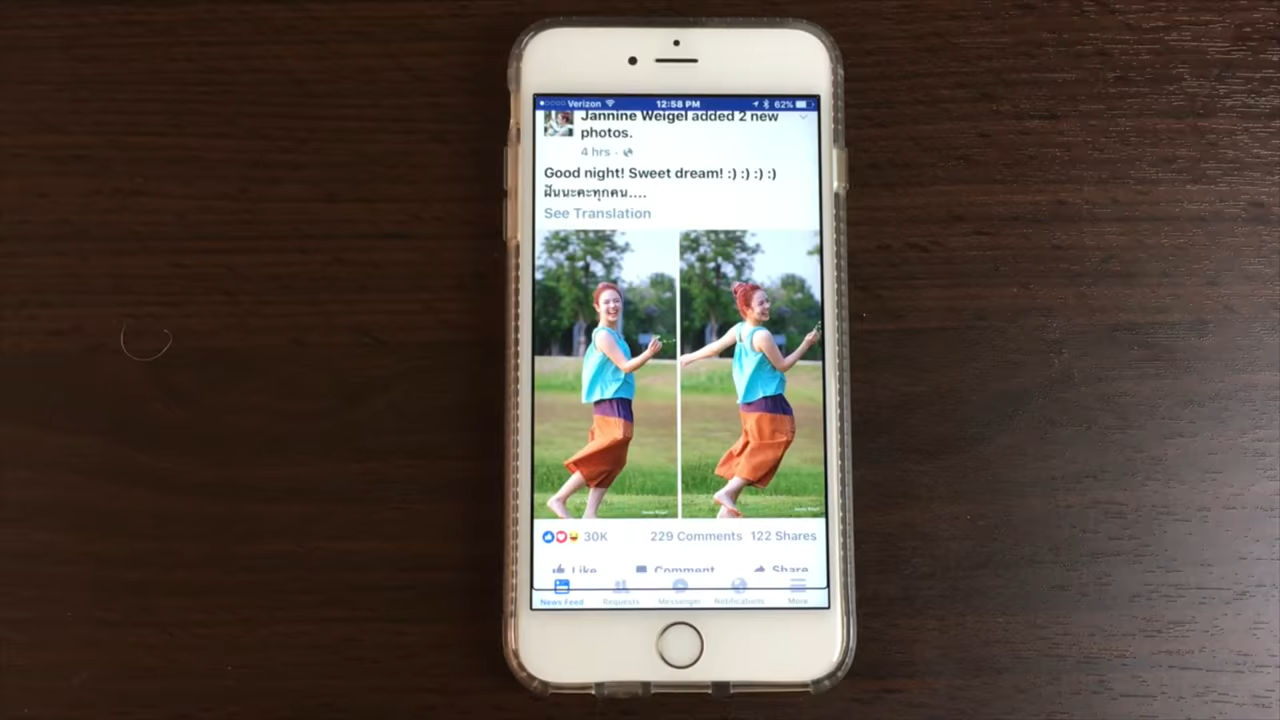 Verizon 12:58 PM 62%
Jannine Weigel added 2 new
photos.
4 hrs ·
Good night! Sweet dream! :) :) :) :)
ฝันนะคะทุกคน....
See Translation
30K 229 Comments 122 Shares
Like Comment Share
News Feed Requests Messenger Notifications More